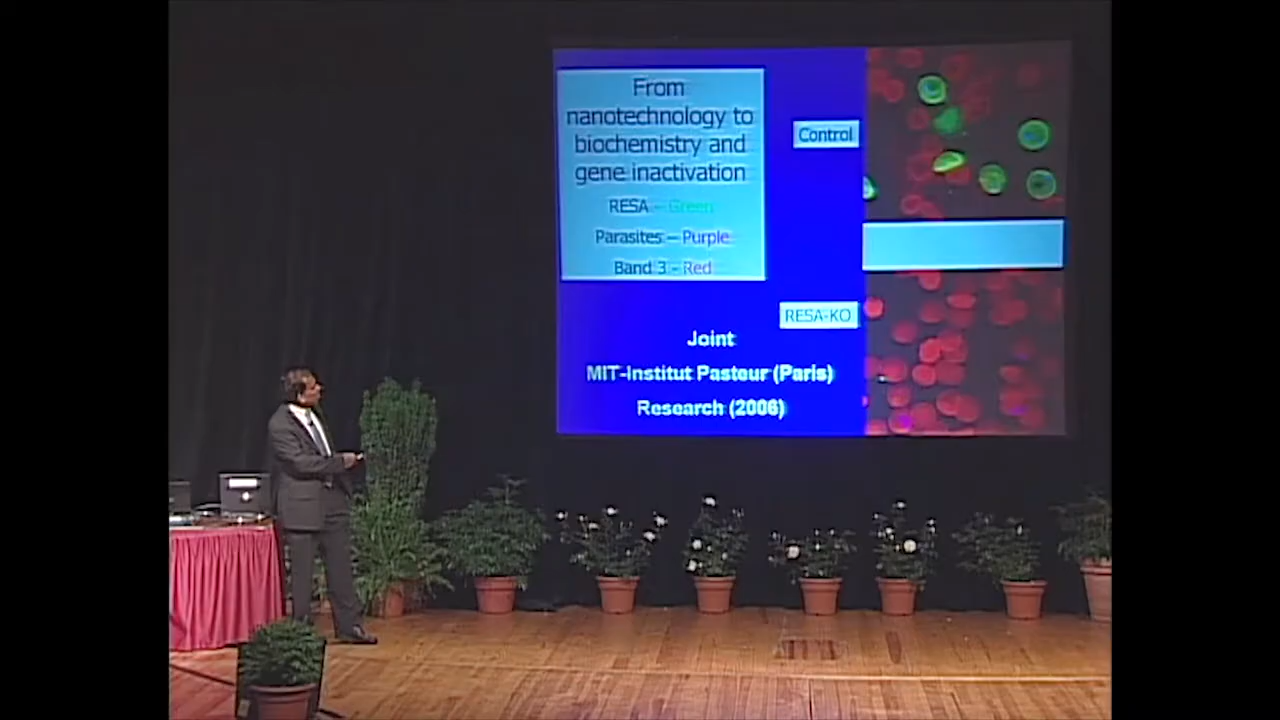 From
nanotechnology to
biochemistry and
gene inactivation
RESA – Green
Parasites – Purple
Band 3 - Red
Control
RESA-KO
Joint
MIT-Institut Pasteur (Paris)
Research (2006)